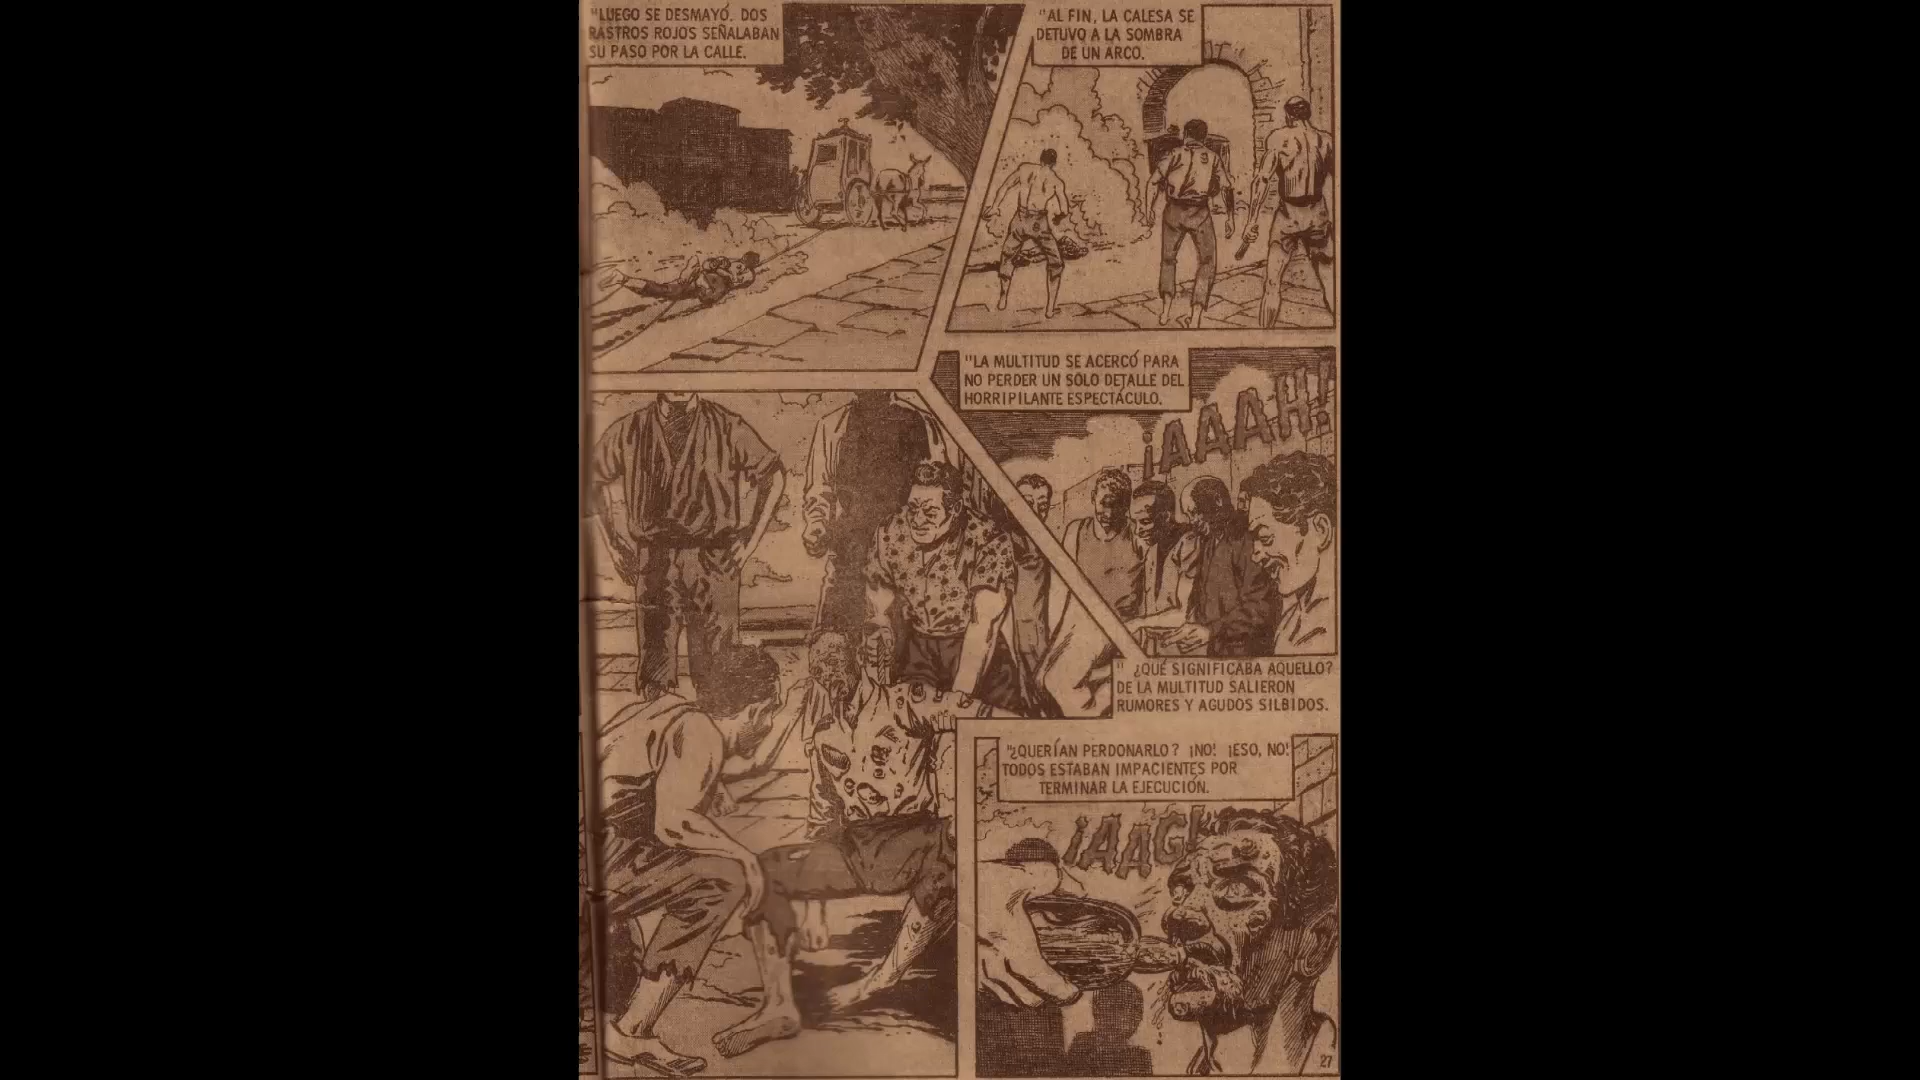 "LUEGO SE DESMAYÓ. DOS
RASTROS ROJOS SEÑALABAN
SU PASO POR LA CALLE.
"AL FIN, LA CALESA SE
DETUVO A LA SOMBRA
DE UN ARCO.
"LA MULTITUD SE ACERCÓ PARA
NO PERDER UN SÓLO DETALLE DEL
HORRIPILANTE ESPECTÁCULO.
¡AAAH!
" ¿QUÉ SIGNIFICABA AQUELLO?
DE LA MULTITUD SALIERON
RUMORES Y AGUDOS SILBIDOS.
"¿QUERÍAN PERDONARLO? ¡NO! ¡ESO, NO!
TODOS ESTABAN IMPACIENTES POR
TERMINAR LA EJECUCIÓN.
¡AAG!
27